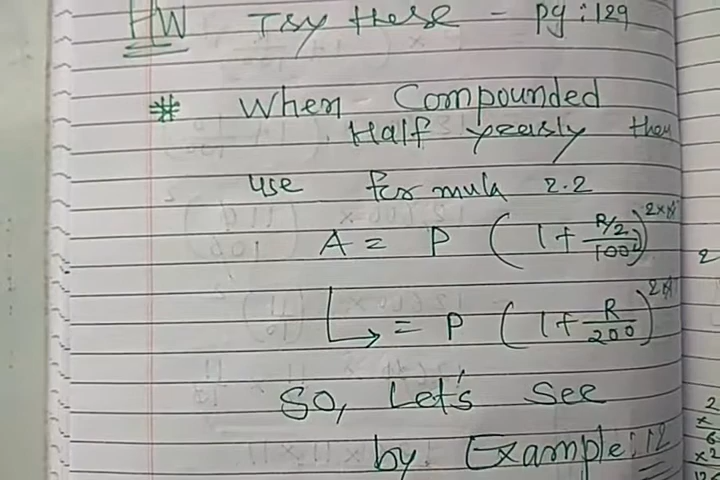 HW Try these - pg:129
* When Compounded
Half yearly then
use formula 2.2
A = P (1+ R/2/100)^2×n
= P (1+ R/200)^2×n
So, Let's see
by Example:12